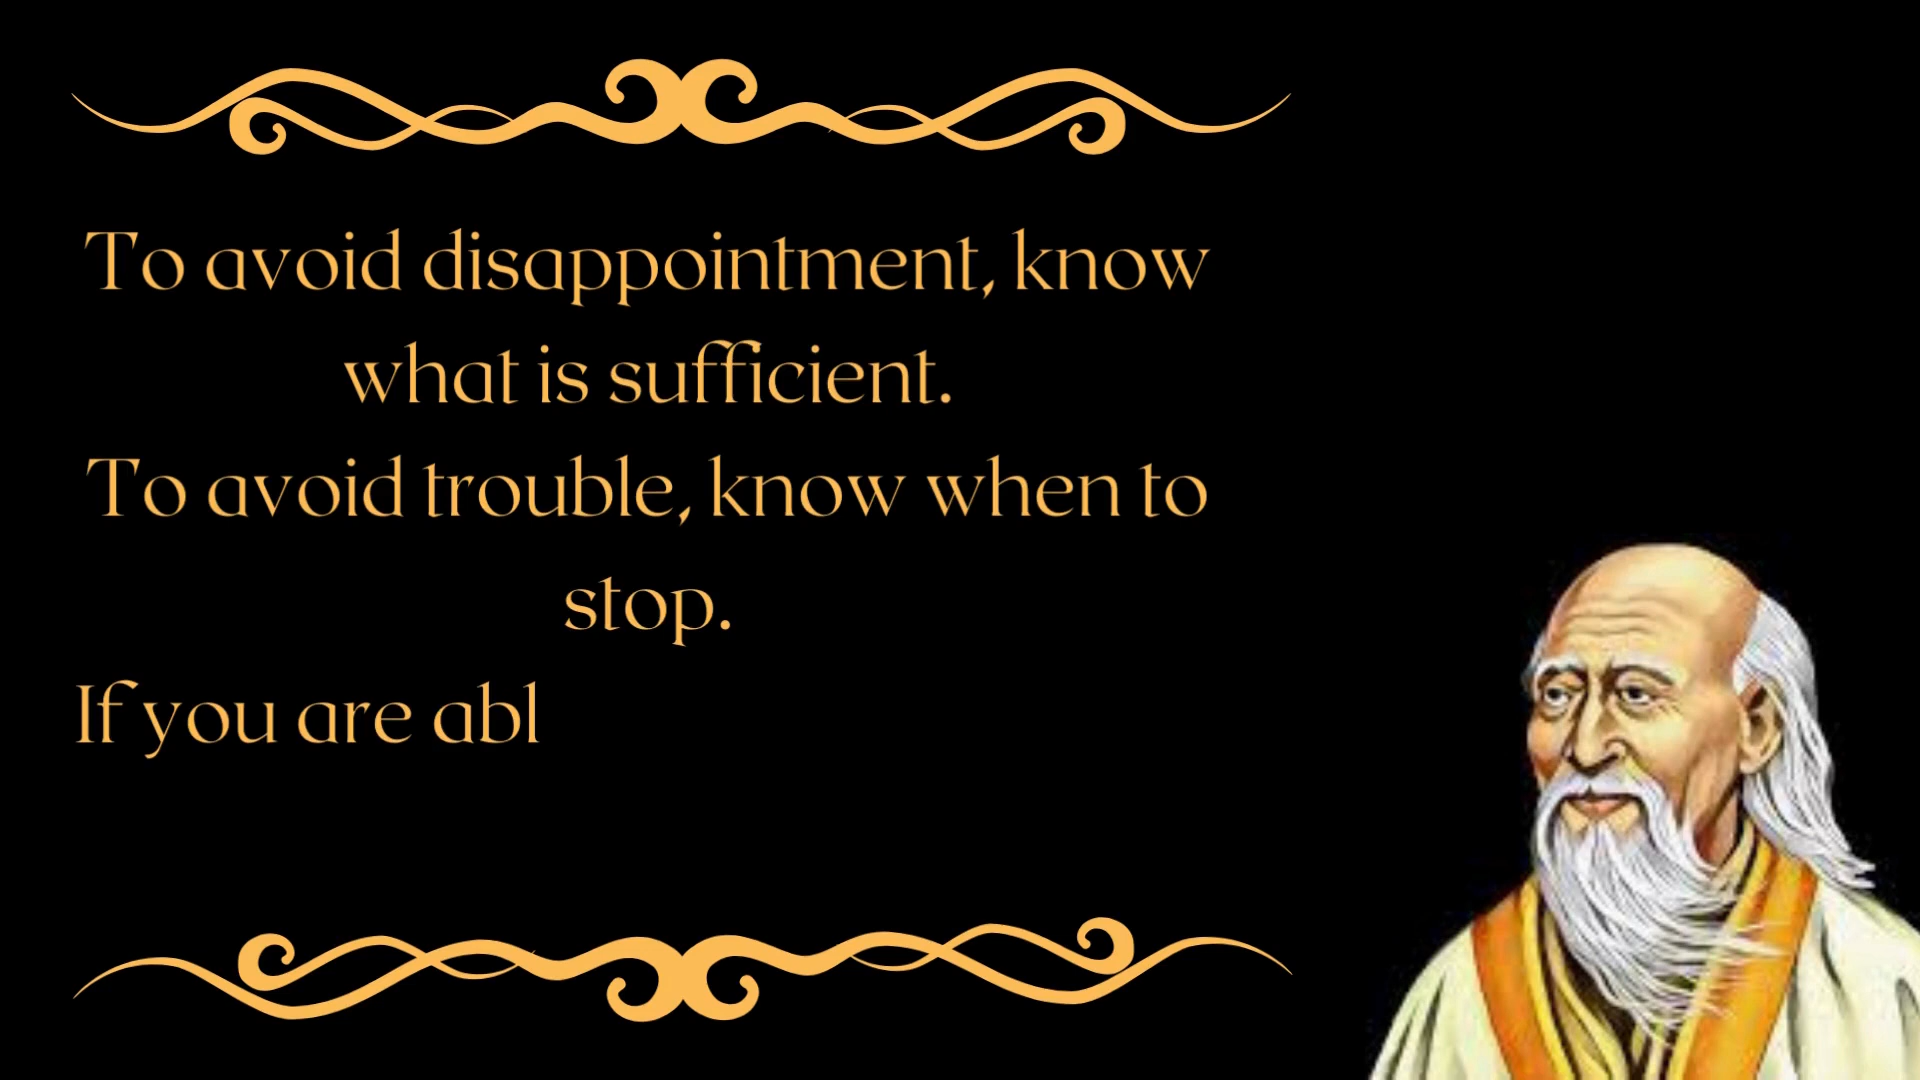 To avoid disappointment, know
what is sufficient.
To avoid trouble, know when to
stop.
If you are abl